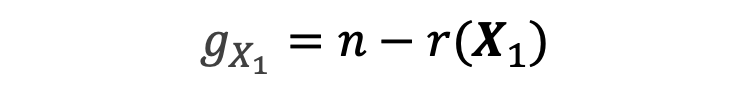 g_{X_1} = n − r(X_1)